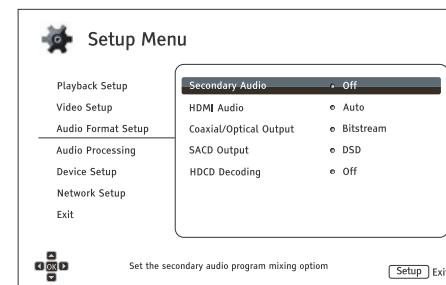 Setup Menu
Playback Setup
Video Setup
Audio Format Setup
Audio Processing
Device Setup
Network Setup
Exit
Secondary Audio Off
HDMI Audio Auto
Coaxial/Optical Output Bitstream
SACD Output DSD
HDCD Decoding Off
OK
Set the secondary audio program mixing optiom
Setup Exit